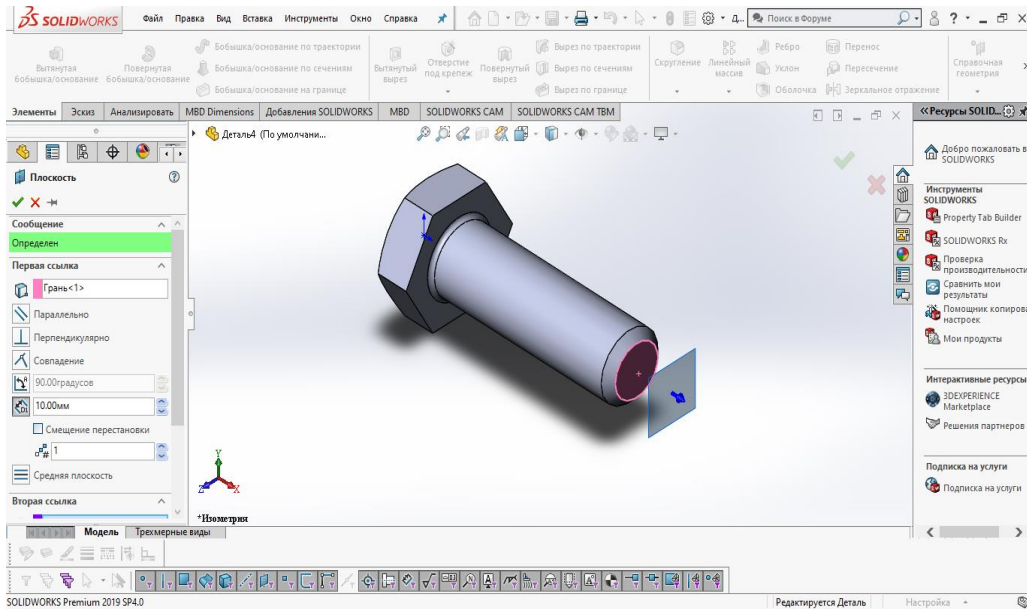 SOLIDWORKS Файл Правка Вид Вставка Инструменты Окно Справка Д... Поиск в Форуме
Вытянутая бобышка/основание
Повернутая бобышка/основание
Бобышка/основание по траектории
Бобышка/основание по сечениям
Бобышка/основание на границе
Вытянутый вырез
Отверстие под крепеж
Повернутый вырез
Вырез по траектории
Вырез по сечениям
Вырез по границе
Скругление
Линейный массив
Ребро
Уклон
Оболочка
Перенос
Пересечение
Зеркальное отражение
Справочная геометрия
Элементы Эскиз Анализировать MBD Dimensions Добавления SOLIDWORKS MBD SOLIDWORKS CAM SOLIDWORKS CAM TBM
Деталь4 (По умолчани...
Плоскость
Сообщение
Определен
Первая ссылка
Грань<1>
Параллельно
Перпендикулярно
Совпадение
90.00градусов
10.00мм
Смещение перестановки
# 1
Средняя плоскость
Вторая ссылка
Y
Z X
*Изометрия
Модель Трехмерные виды
SOLIDWORKS Premium 2019 SP4.0
Редактируется Деталь
Настройка
Ресурсы SOLID...
Добро пожаловать в
SOLIDWORKS
Инструменты
SOLIDWORKS
Property Tab Builder
SOLIDWORKS Rx
Проверка
производительности
Сравнить мои
результаты
Помощник копирова
настроек
Мои продукты
Интерактивные ресурсы
3DEXPERIENCE
Marketplace
Решения партнеров
Подписка на услуги
Подписка на услуги